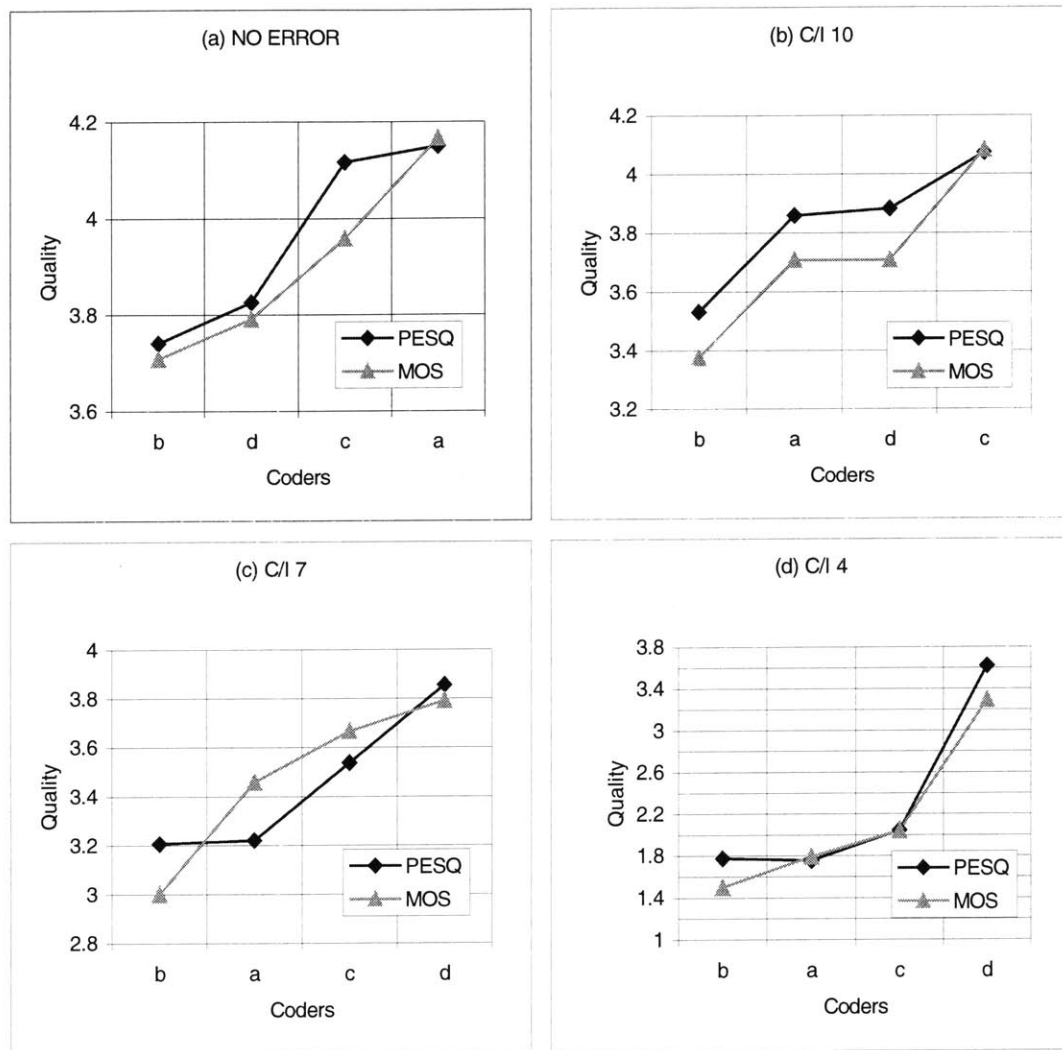 (a) NO ERROR
4.2
4
3.8
3.6
Quality
PESQ
MOS
b d c a
Coders
(b) C/I 10
4.2
4
3.8
3.6
3.4
3.2
Quality
PESQ
MOS
b a d c
Coders
(c) C/I 7
4
3.8
3.6
3.4
3.2
3
2.8
Quality
PESQ
MOS
b a c d
Coders
(d) C/I 4
3.8
3.4
3
2.6
2.2
1.8
1.4
1
Quality
PESQ
MOS
b a c d
Coders